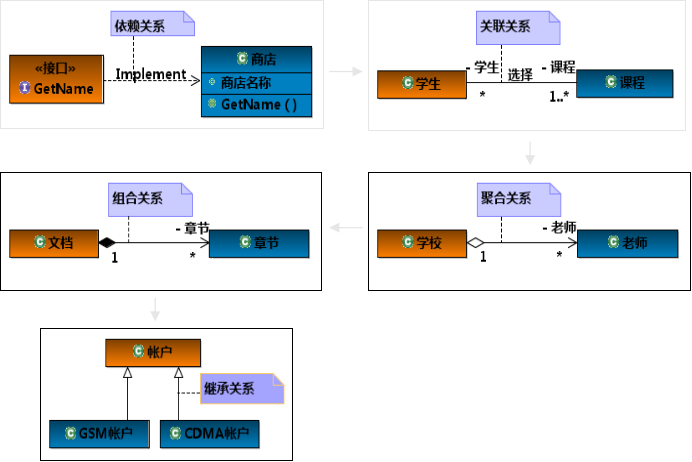 依赖关系
«接口»
GetName
Implement
商店
商店名称
GetName ( )
关联关系
学生
- 学生
*
选择
- 课程
1..*
课程
组合关系
文档
1
- 章节
*
章节
聚合关系
学校
1
- 老师
*
老师
帐户
继承关系
GSM帐户
CDMA帐户